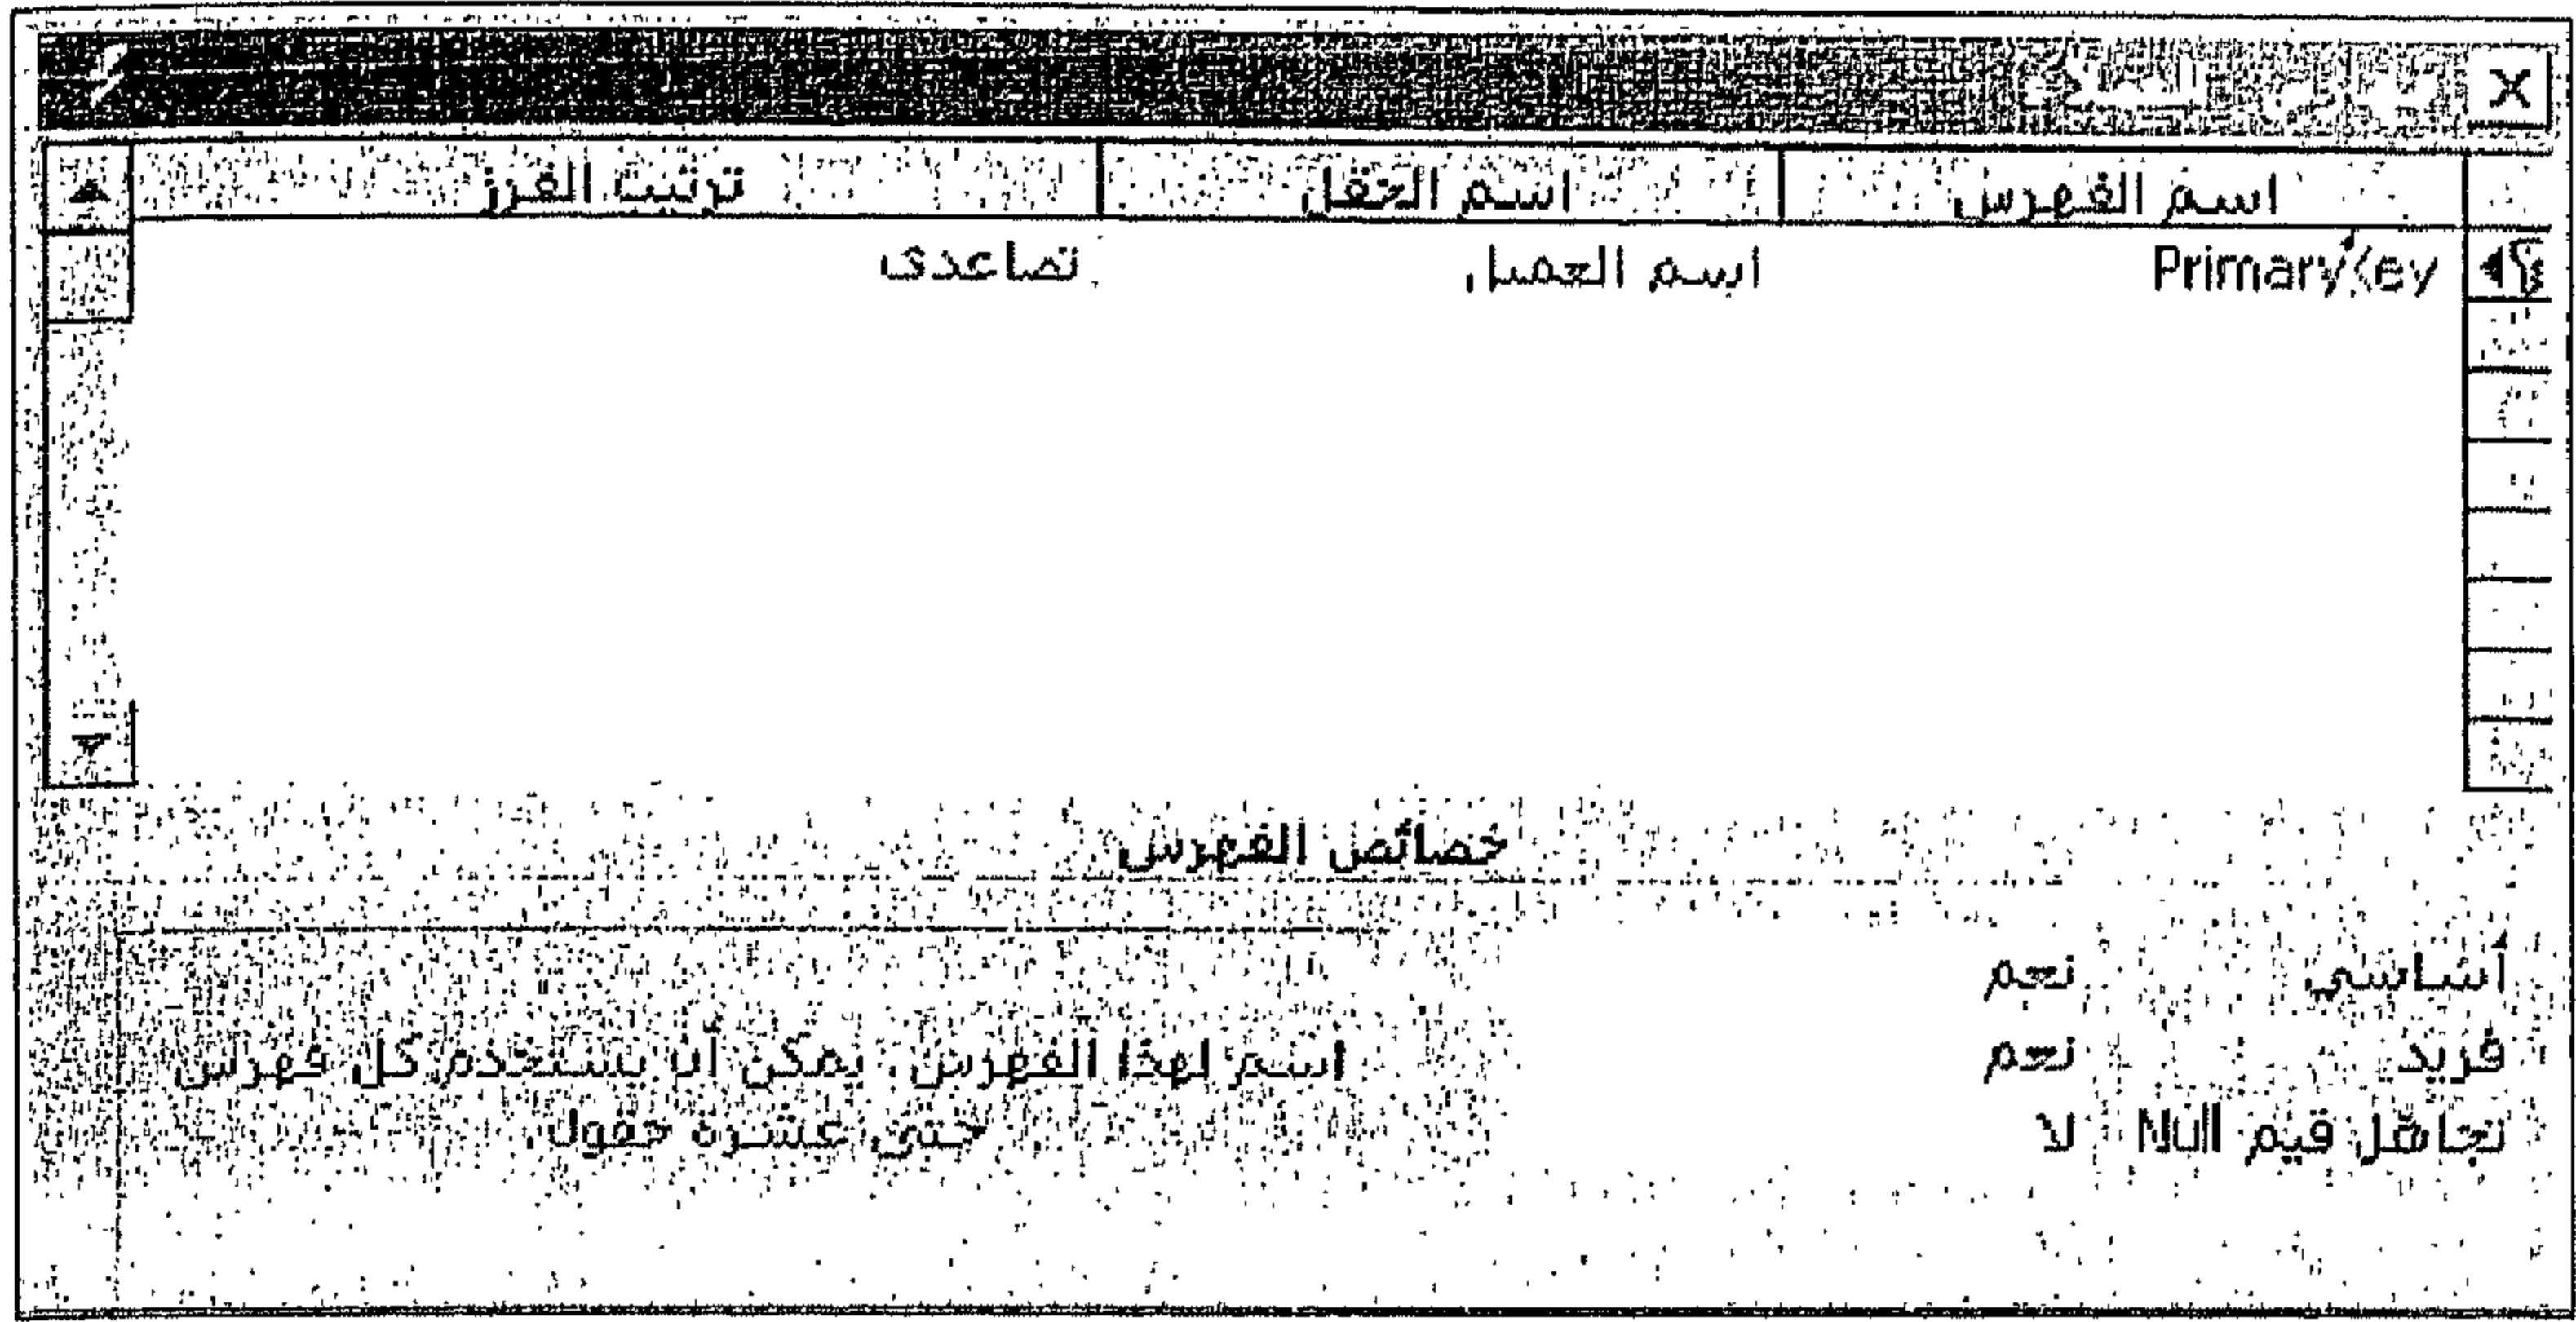 اسم الفهرس اسم الحقل ترتيب الفرز
PrimaryKey اسم العميل تصاعدى
خصائص الفهرس
أساسي نعم
فريد نعم
تجاهل قيم Null لا
اسم لهذا الفهرس. يمكن أن يستخدم كل فهرس
حتى عشرة حقول.